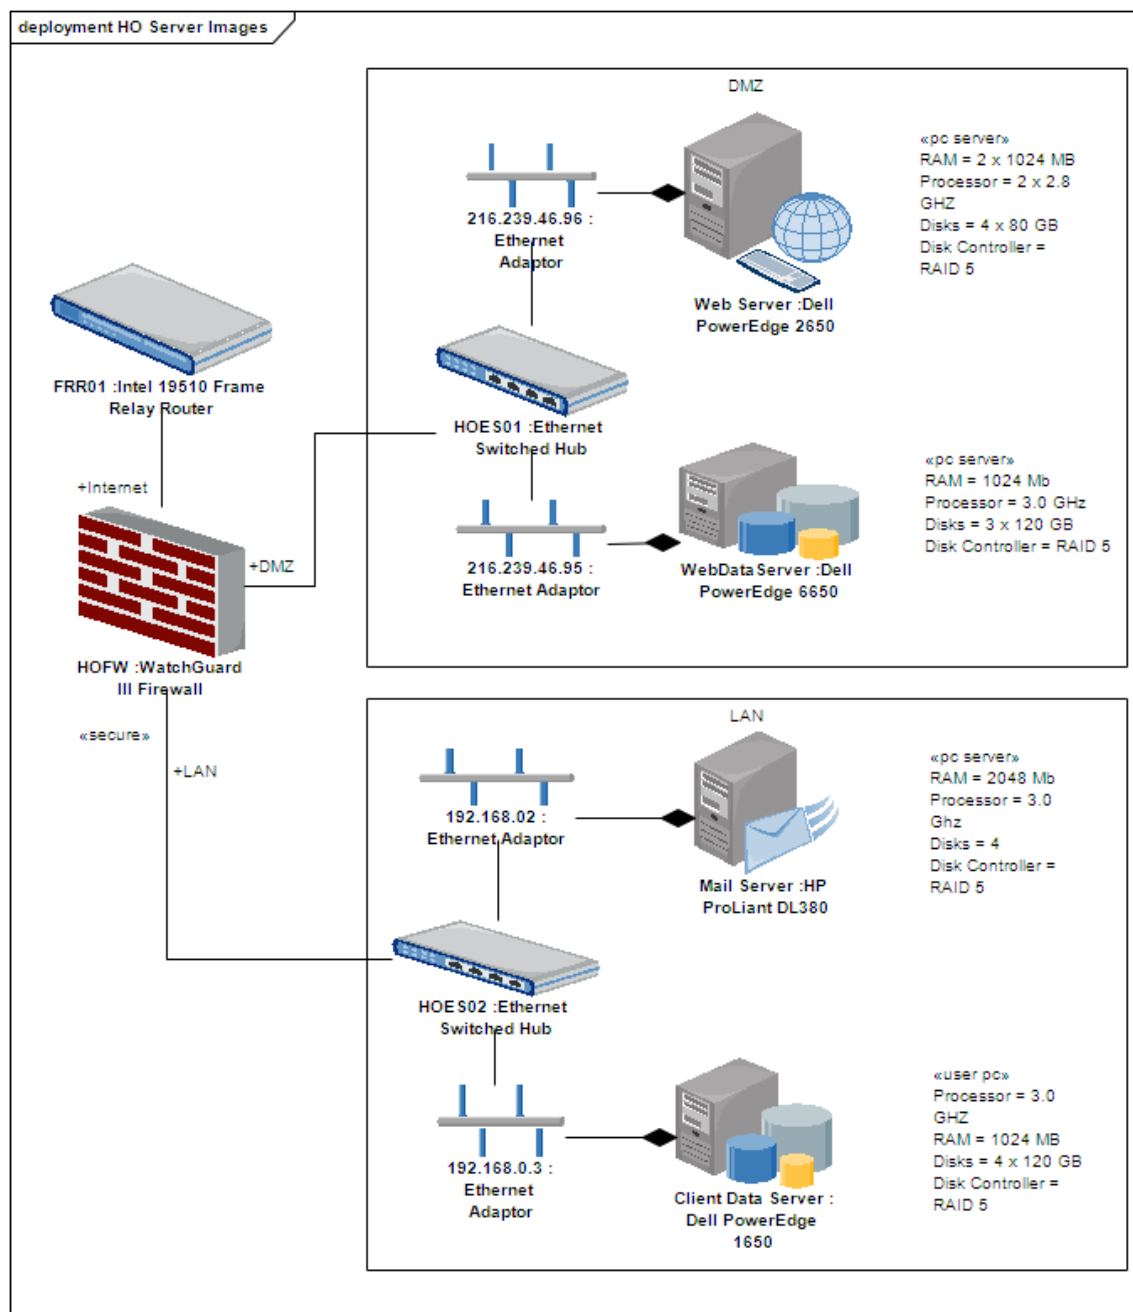 deployment HO Server Images
DMZ
216.239.46.96 :
Ethernet
Adaptor
Web Server :Dell
PowerEdge 2650
«pc server»
RAM = 2 x 1024 MB
Processor = 2 x 2.8
GHZ
Disks = 4 x 80 GB
Disk Controller =
RAID 5
FRR01 :Intel 19510 Frame
Relay Router
HOES01 :Ethernet
Switched Hub
+Internet
+DMZ
216.239.46.95 :
Ethernet Adaptor
WebDataServer :Dell
PowerEdge 6650
«pc server»
RAM = 1024 Mb
Processor = 3.0 GHz
Disks = 3 x 120 GB
Disk Controller = RAID 5
HOFW :WatchGuard
III Firewall
«secure»
+LAN
LAN
192.168.02 :
Ethernet Adaptor
Mail Server :HP
ProLiant DL380
«pc server»
RAM = 2048 Mb
Processor = 3.0
Ghz
Disks = 4
Disk Controller =
RAID 5
HOES02 :Ethernet
Switched Hub
192.168.0.3 :
Ethernet
Adaptor
Client Data Server :
Dell PowerEdge
1650
«user pc»
Processor = 3.0
GHZ
RAM = 1024 MB
Disks = 4 x 120 GB
Disk Controller =
RAID 5